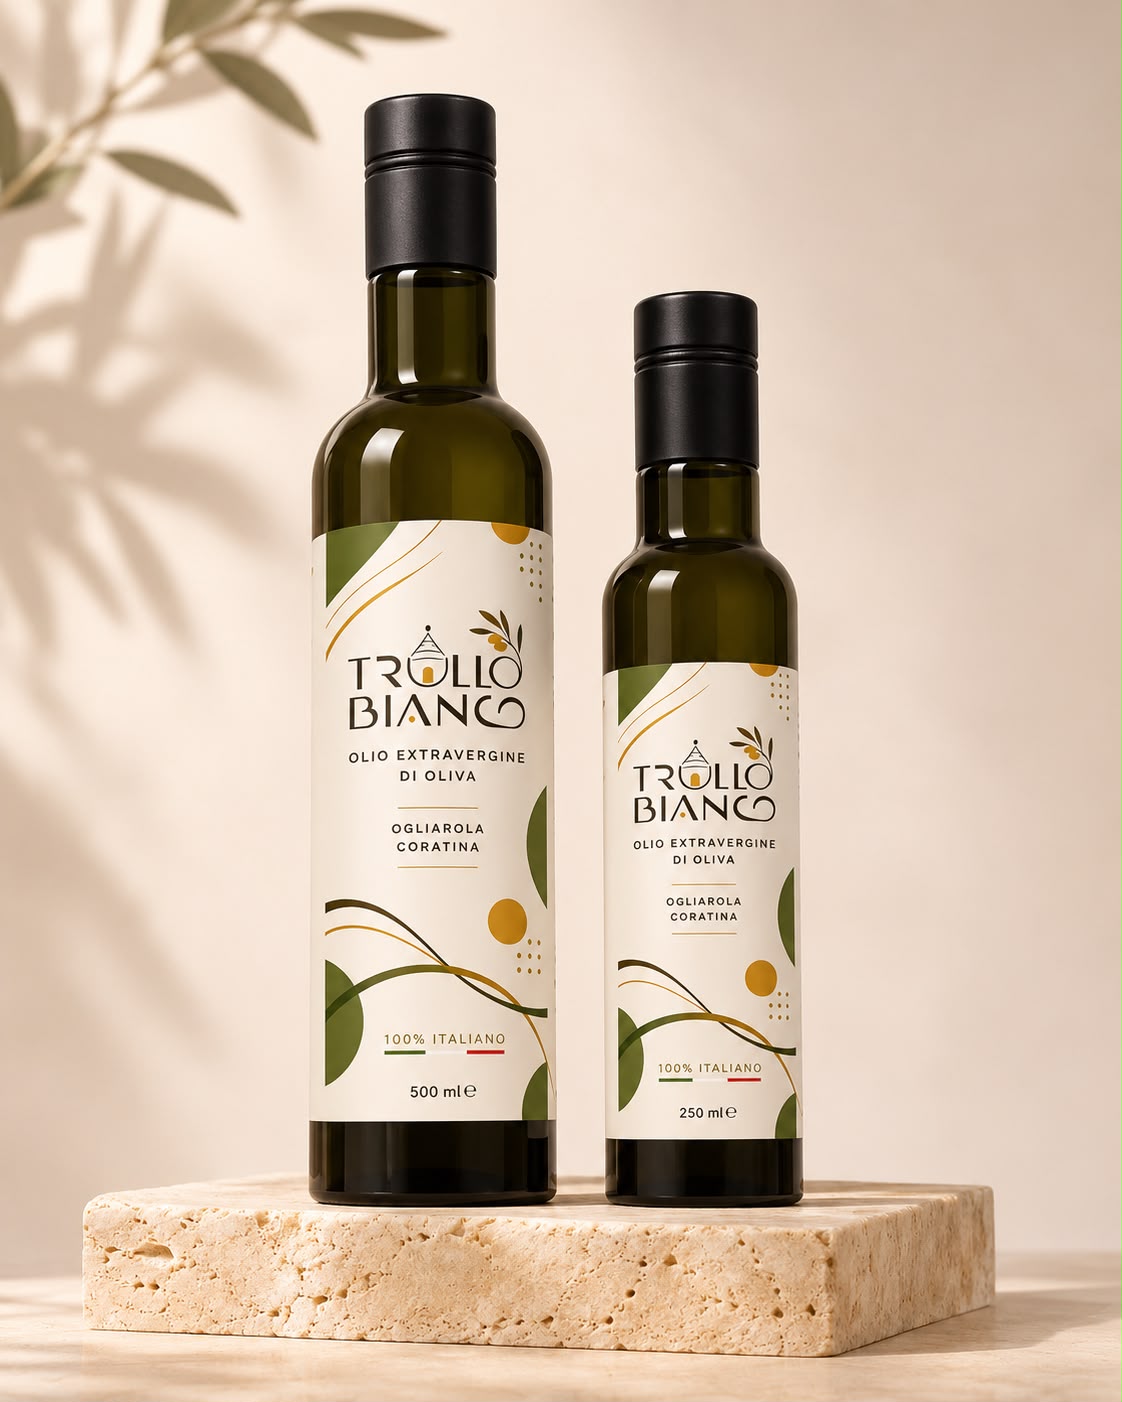 TRULLO
BIANCO
OLIO EXTRAVERGINE
DI OLIVA
OGLIAROLA
CORATINA
100% ITALIANO
500 ml ℮
TRULLO
BIANCO
OLIO EXTRAVERGINE
DI OLIVA
OGLIAROLA
CORATINA
100% ITALIANO
250 ml ℮